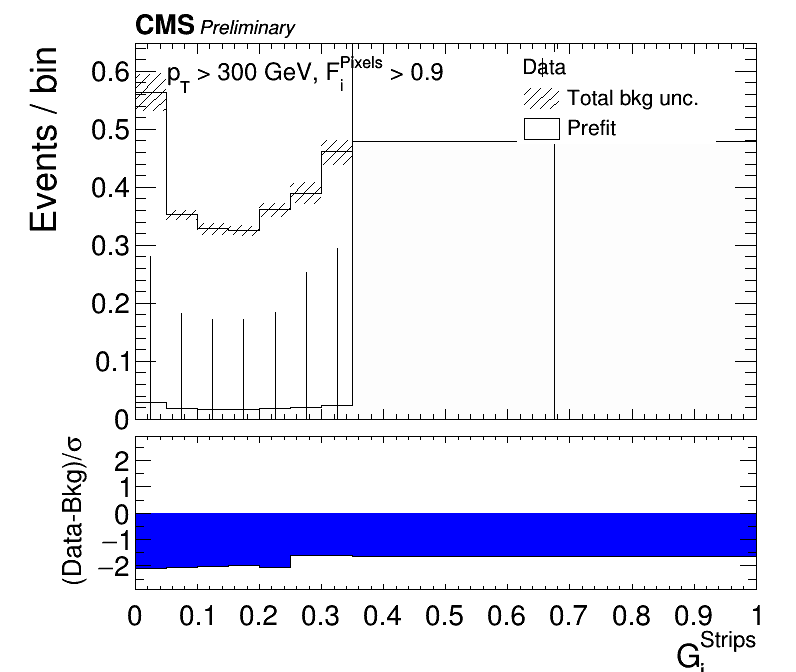 CMS Preliminary
p_T > 300 GeV, F_i^Pixels > 0.9
Data
Total bkg unc.
Prefit
Events / bin
0.6
0.5
0.4
0.3
0.2
0.1
0
(Data-Bkg)/σ
2
1
0
−1
−2
0 0.1 0.2 0.3 0.4 0.5 0.6 0.7 0.8 0.9 1
G_i^Strips